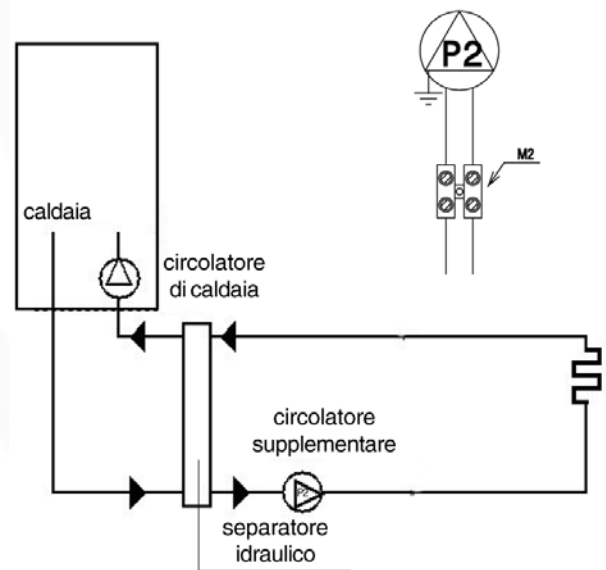 P2
M2
caldaia
circolatore
di caldaia
circolatore
supplementare
P2
separatore
idraulico